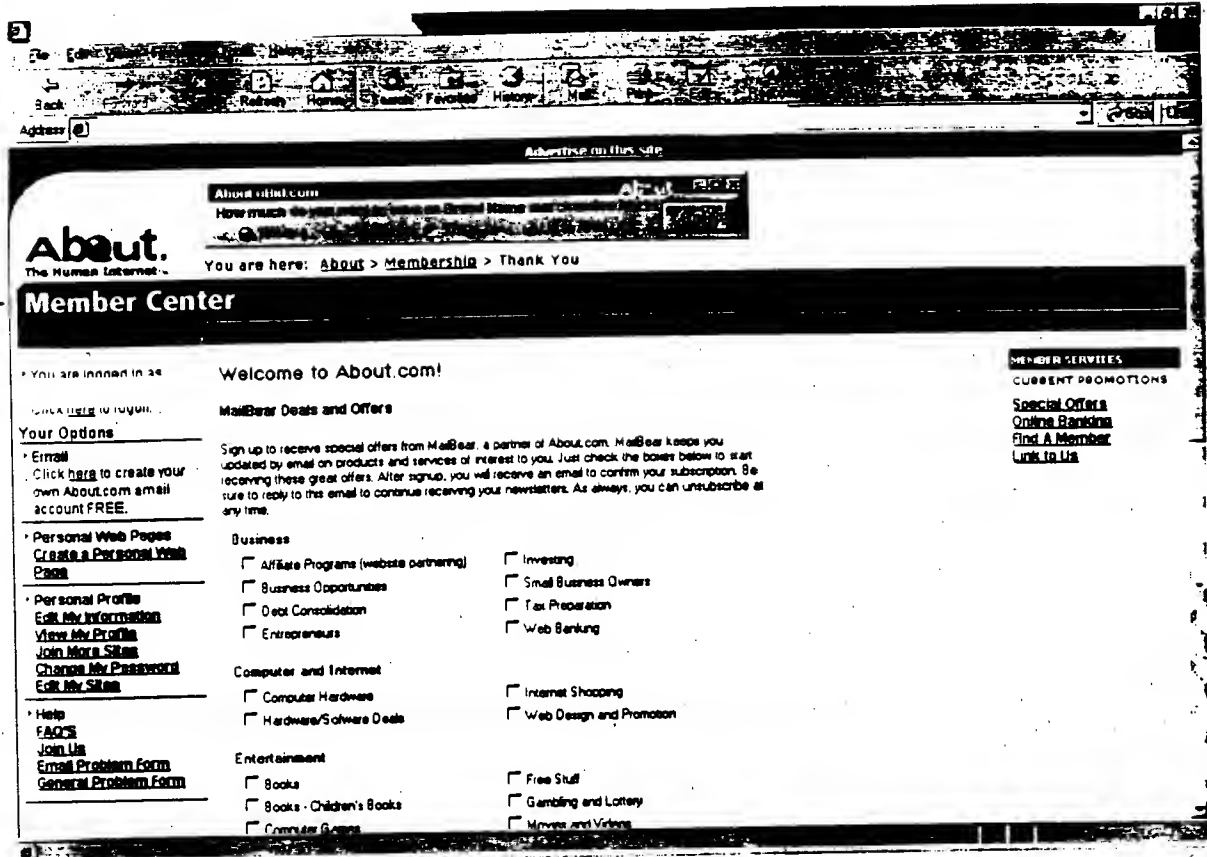 File Edit Help
Back Refresh Home Search Favorites History Mail Print
Address
Advertise on this site
About
How much do you
About.
The Human Internet
You are here: About > Membership > Thank You
Member Center
You are logged in as
Click here to logoff.
Your Options
Email
Click here to create your
own About.com email
account FREE.
Personal Web Pages
Create a Personal Web
Page
Personal Profile
Edit My Information
View My Profile
Join More Sites
Change My Password
Edit My Sites
Help
FAQ'S
Join Us
Email Problem Form
General Problem Form
Welcome to About.com!
MailBear Deals and Offers
Sign up to receive special offers from MailBear, a partner of About.com. MailBear keeps you
updated by email on products and services of interest to you. Just check the boxes below to start
receiving these great offers. After signup, you will receive an email to confirm your subscription. Be
sure to reply to this email to continue receiving your newsletters. As always, you can unsubscribe at
any time.
Business
Affiliate Programs (website partnering)
Business Opportunities
Debt Consolidation
Entrepreneurs
Investing
Small Business Owners
Tax Preparation
Web Banking
Computer and Internet
Computer Hardware
Hardware/Sofware Deals
Internet Shopping
Web Design and Promotion
Entertainment
Books
Books - Children's Books
Computer Games
Free Stuff
Gambling and Lottery
Movies and Videos
MEMBER SERVICES
CURRENT PROMOTIONS
Special Offers
Online Banking
Find A Member
Link to Us